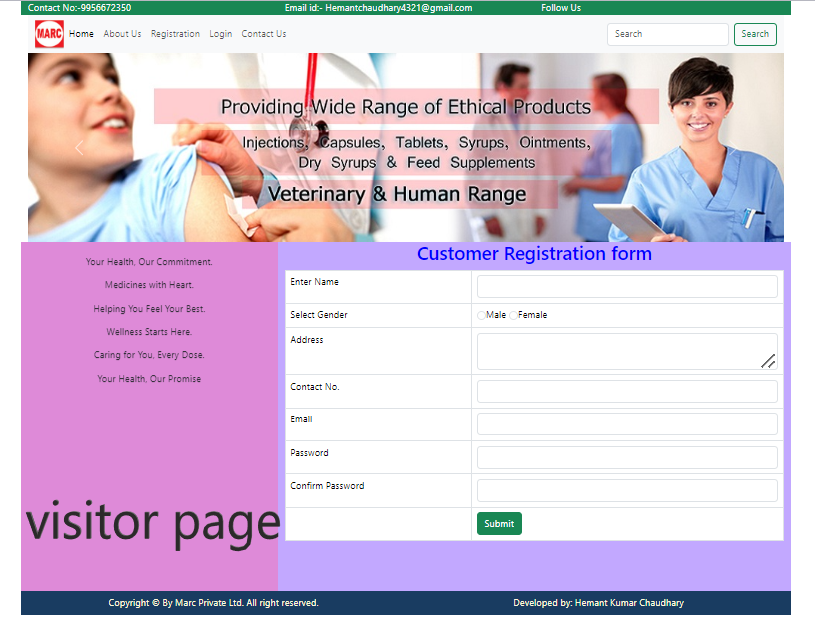 Contact No:-9956672350 Email id:- Hemantchaudhary4321@gmail.com Follow Us
MARC Home About Us Registration Login Contact Us Search Search
Providing Wide Range of Ethical Products
Injections, Capsules, Tablets, Syrups, Ointments,
Dry Syrups & Feed Supplements
Veterinary & Human Range
Your Health, Our Commitment.
Medicines with Heart.
Helping You Feel Your Best.
Wellness Starts Here.
Caring for You, Every Dose.
Your Health, Our Promise
visitor page
Customer Registration form
Enter Name
Select Gender Male Female
Address
Contact No.
Email
Password
Confirm Password
Submit
Copyright © By Marc Private Ltd. All right reserved. Developed by: Hemant Kumar Chaudhary